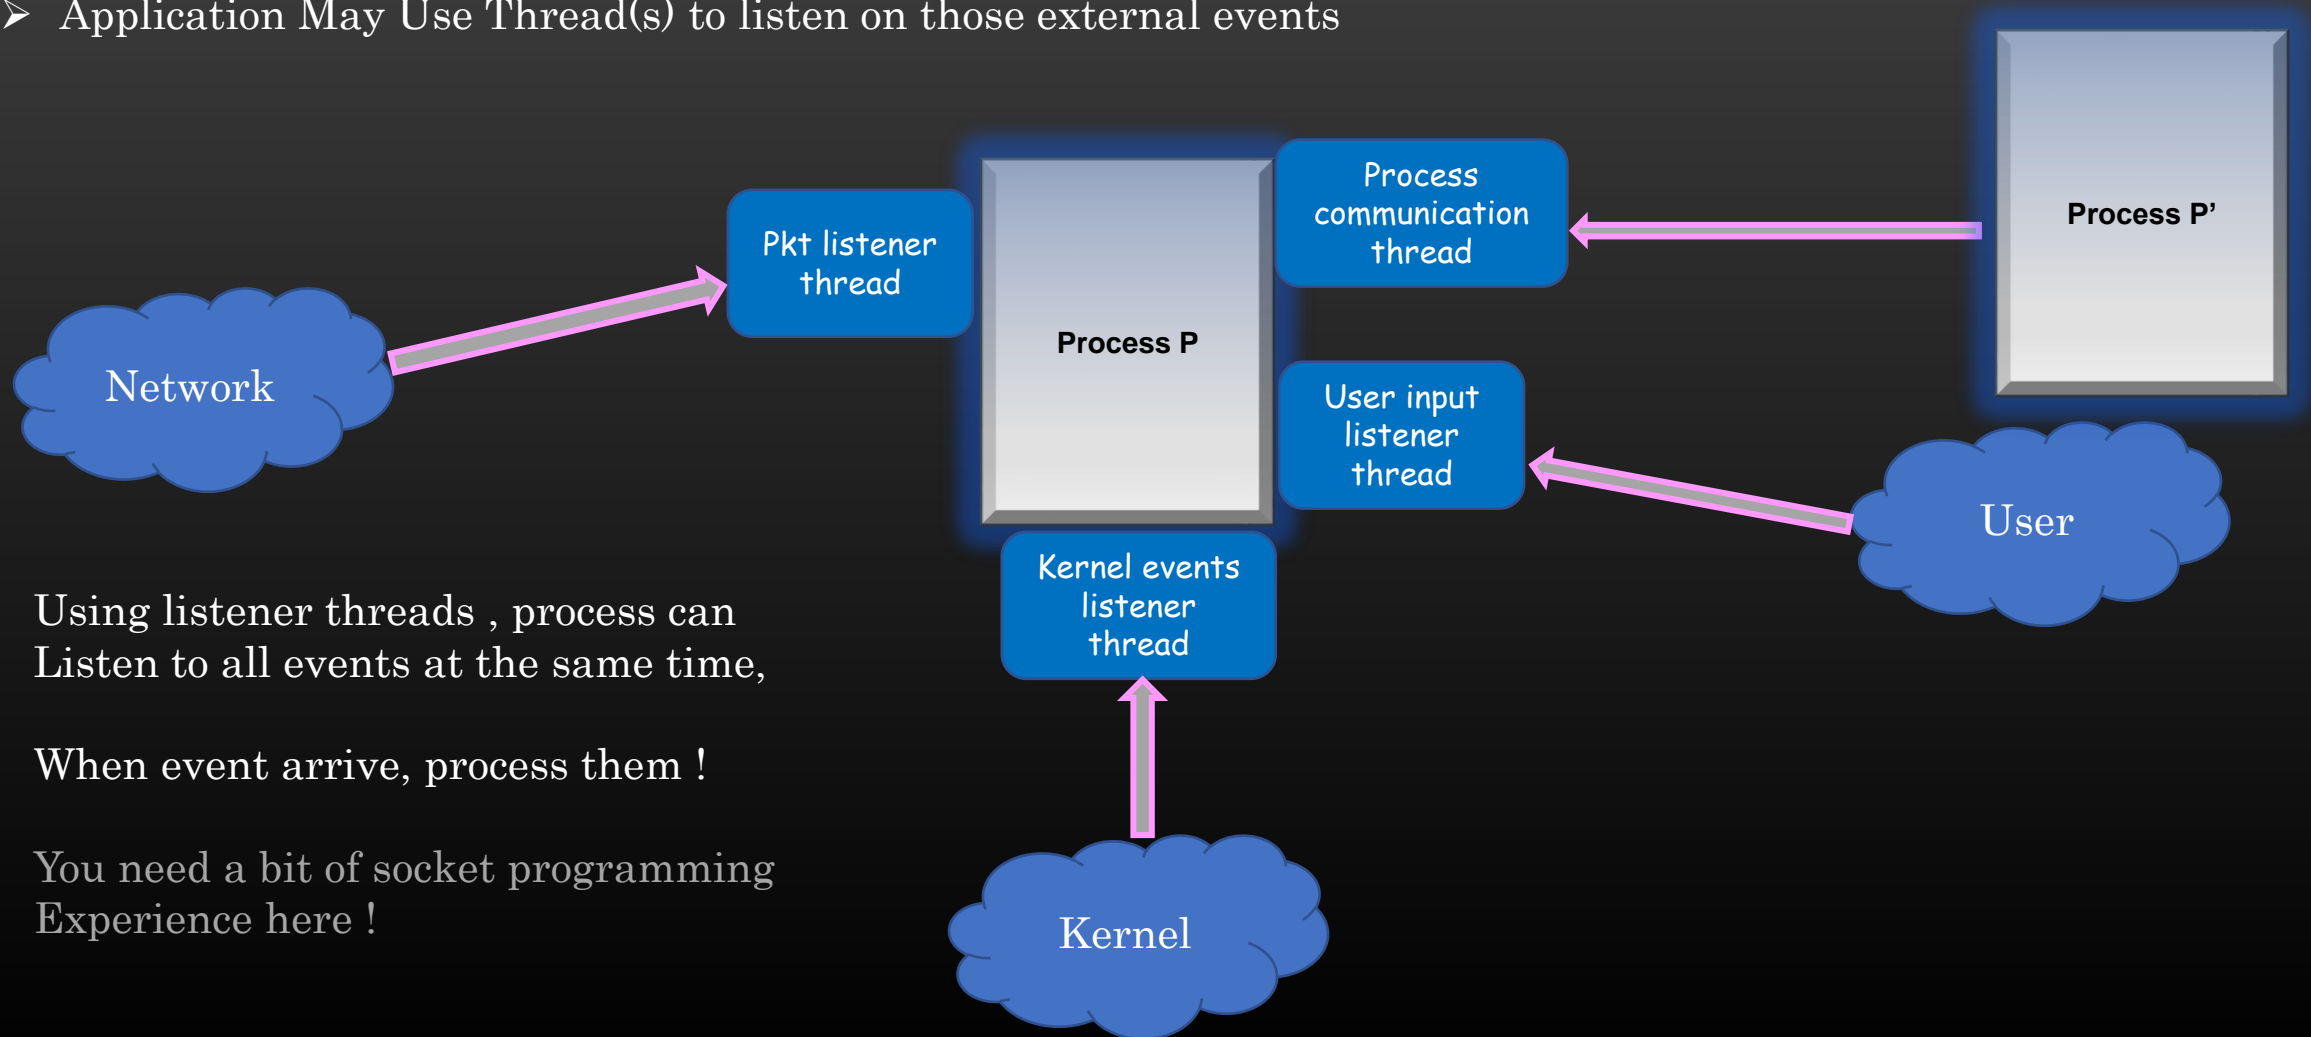 ➢ Application May Use Thread(s) to listen on those external events
Process
communication
thread
Process P’
Pkt listener
thread
Process P
Network
User input
listener
thread
User
Kernel events
listener
thread
Using listener threads , process can
Listen to all events at the same time,
When event arrive, process them !
You need a bit of socket programming
Experience here !
Kernel